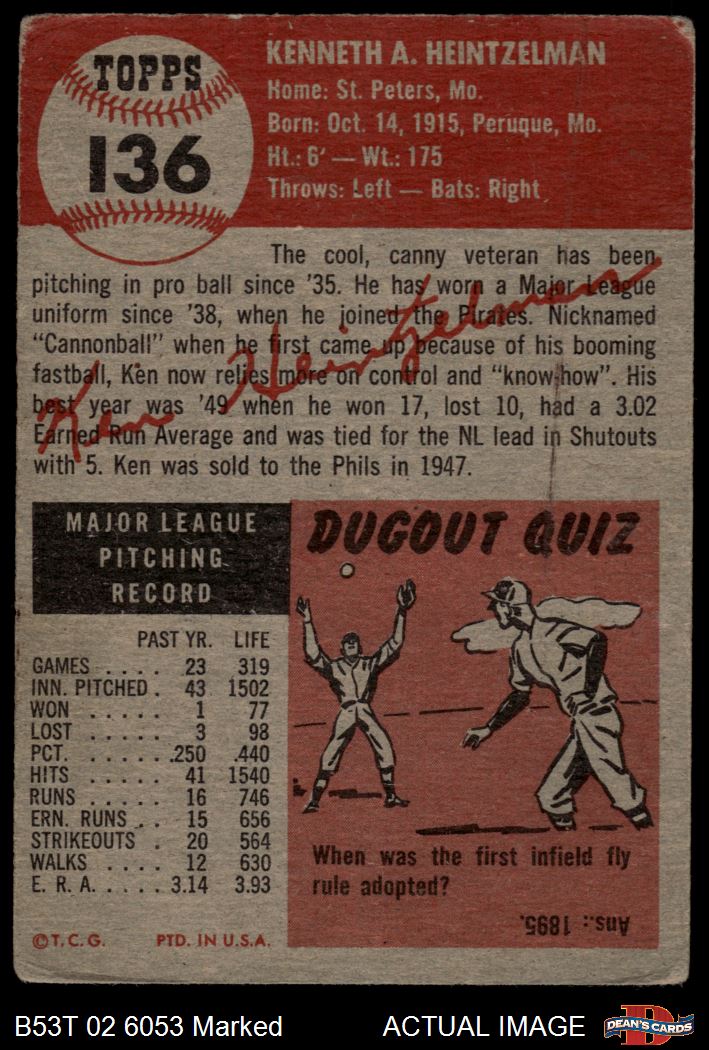 TOPPS
136
KENNETH A. HEINTZELMAN
Home: St. Peters, Mo.
Born: Oct. 14, 1915, Peruque, Mo.
Ht.: 6' — Wt.: 175
Throws: Left — Bats: Right
The cool, canny veteran has been
pitching in pro ball since '35. He has worn a Major League
uniform since '38, when he joined the Pirates. Nicknamed
"Cannonball" when he first came up because of his booming
fastball, Ken now relies more on control and "know-how". His
best year was '49 when he won 17, lost 10, had a 3.02
Earned Run Average and was tied for the NL lead in Shutouts
with 5. Ken was sold to the Phils in 1947.
Ken Heintzelman
MAJOR LEAGUE
PITCHING
RECORD
PAST YR. LIFE
GAMES . . . . 23 319
INN. PITCHED . 43 1502
WON . . . . . 1 77
LOST . . . . . 3 98
PCT. . . . . . .250 .440
HITS . . . . . 41 1540
RUNS . . . . . 16 746
ERN. RUNS . . 15 656
STRIKEOUTS . 20 564
WALKS . . . . 12 630
E. R. A. . . . . 3.14 3.93
©T.C.G. PTD. IN U.S.A.
DUGOUT QUIZ
When was the first infield fly
rule adopted?
Ans.: 1895.
B53T 02 6053 Marked
ACTUAL IMAGE
D
DEAN'S CARDS